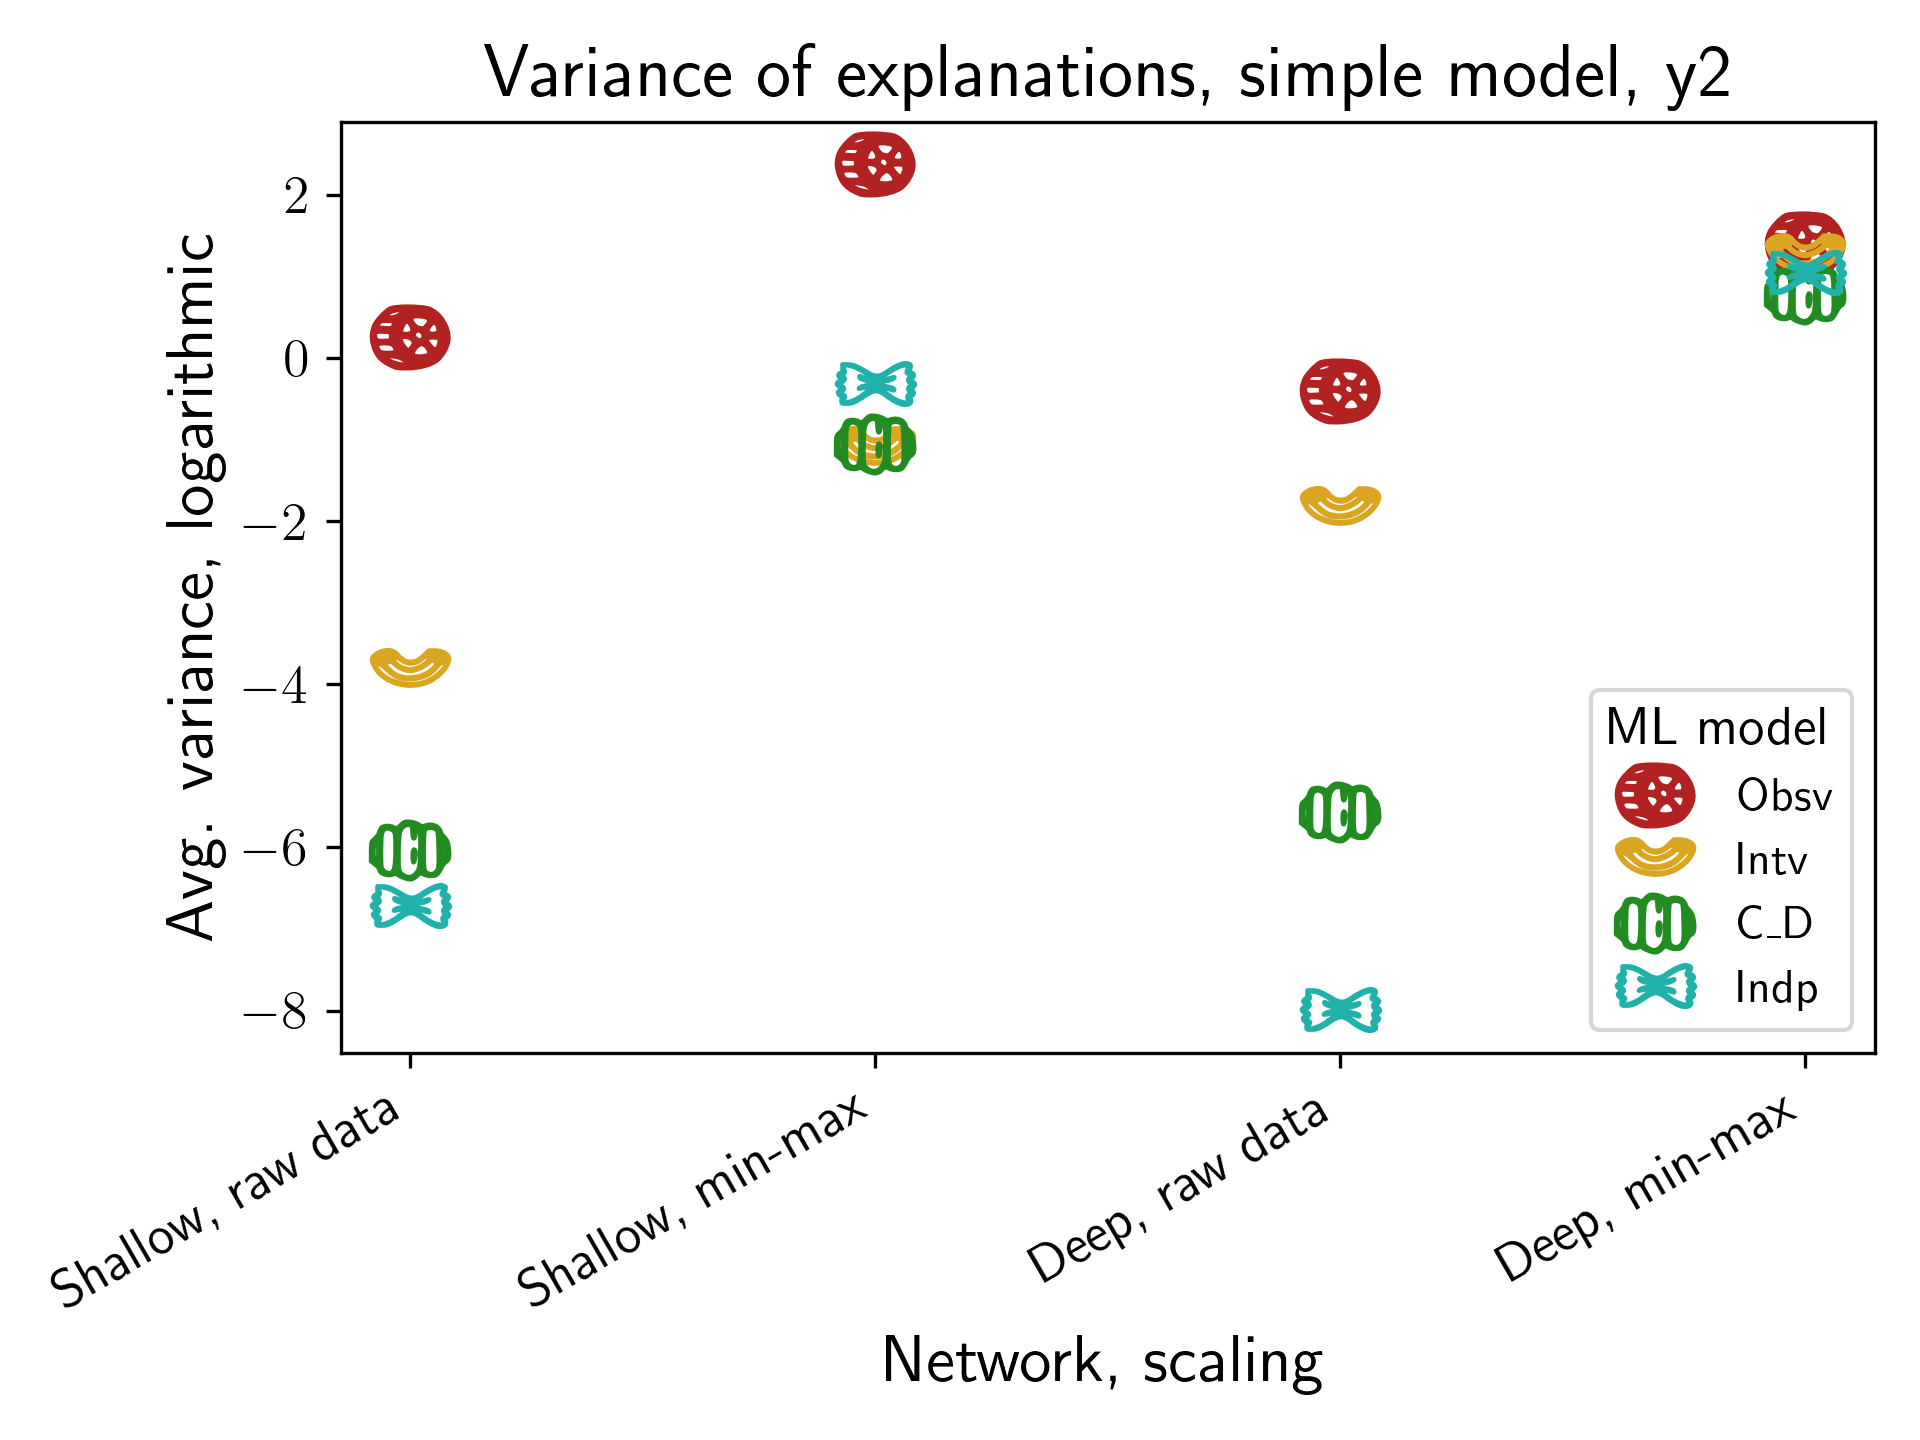 Variance of explanations, simple model, y2
Avg. variance, logarithmic
2
0
−2
−4
−6
−8
ML model
Obsv
Intv
C_D
Indp
Shallow, raw data
Shallow, min-max
Deep, raw data
Deep, min-max
Network, scaling